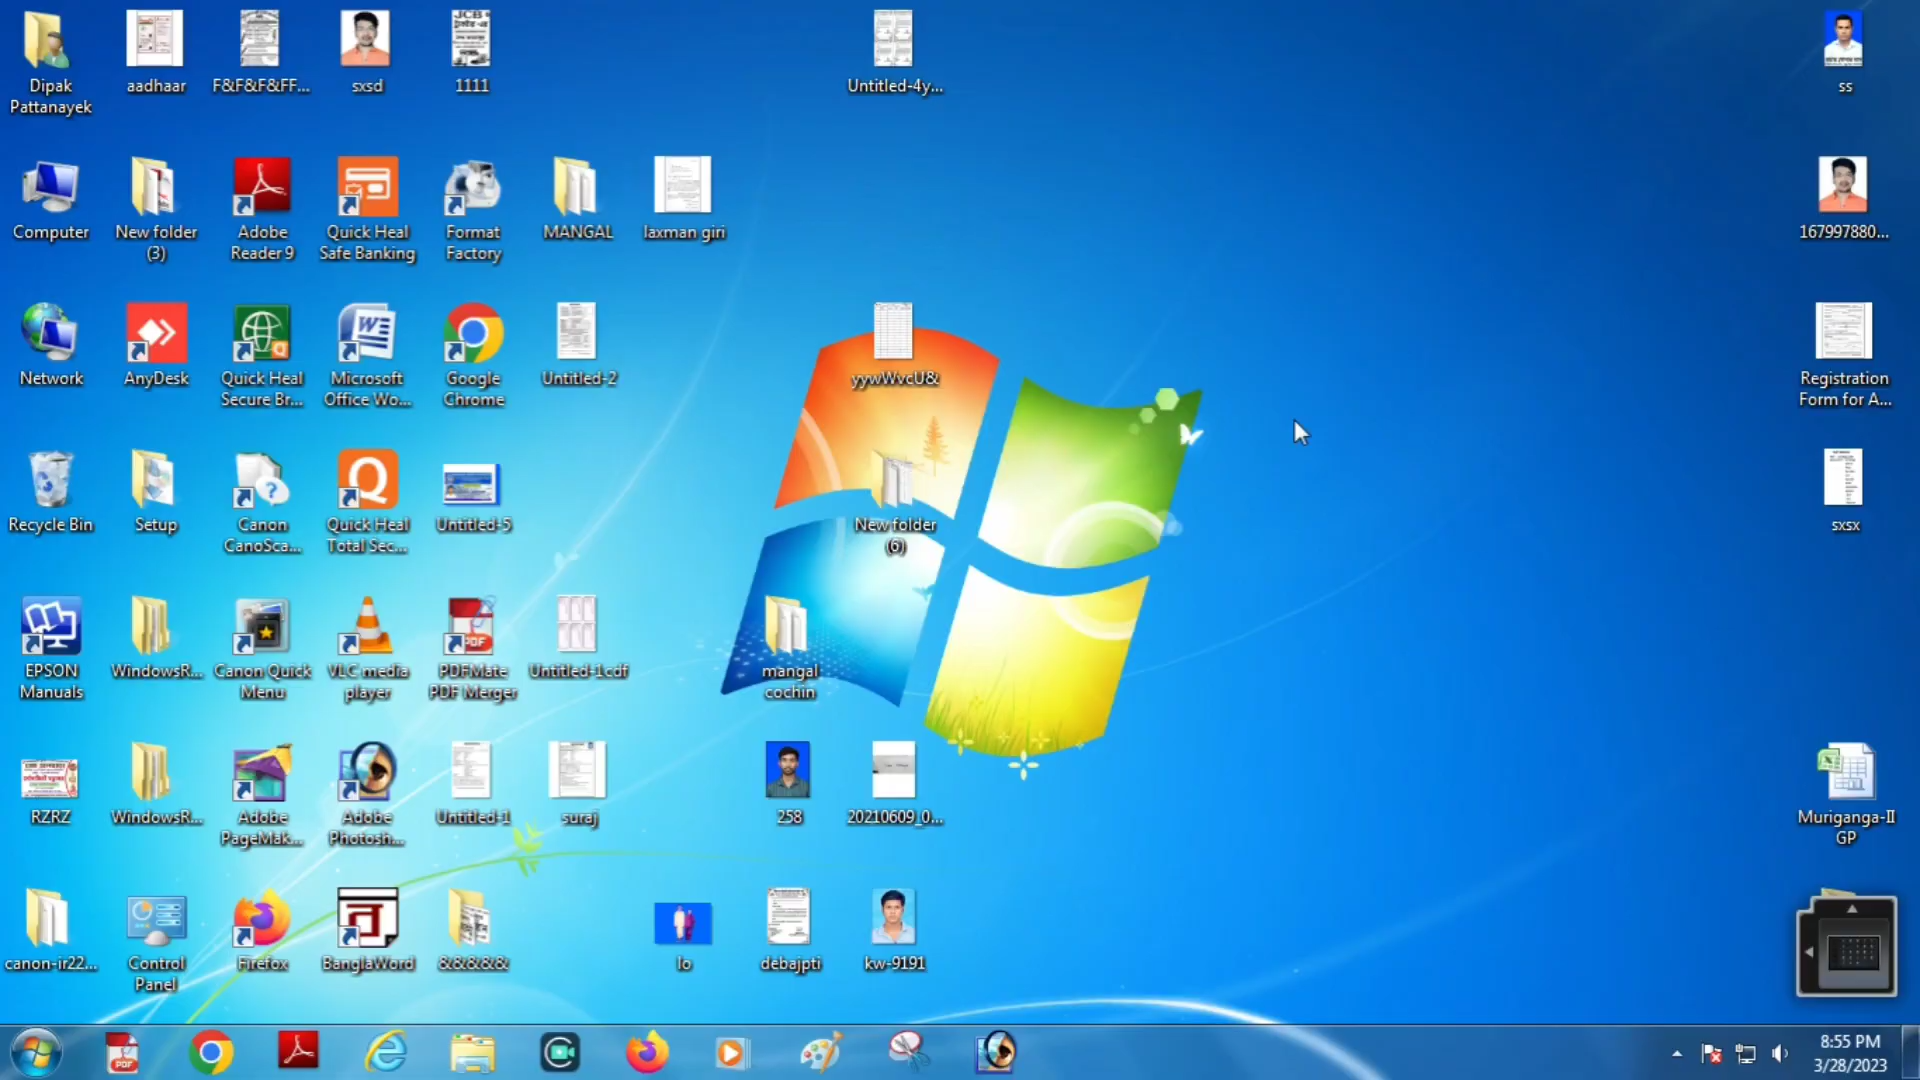 Dipak
Pattanayek
aadhaar
F&F&F&FF...
sxsd
1111
Untitled-4y...
ss
Computer
New folder
(3)
Adobe
Reader 9
Quick Heal
Safe Banking
Format
Factory
MANGAL
laxman giri
167997880...
Network
AnyDesk
Quick Heal
Secure Br...
Microsoft
Office Wo...
Google
Chrome
Untitled-2
yywWvcU&
Registration
Form for A...
Recycle Bin
Setup
Canon
CanoSca...
Quick Heal
Total Sec...
Untitled-5
New folder
(6)
sxsx
EPSON
Manuals
WindowsR...
Canon Quick
Menu
VLC media
player
PDFMate
PDF Merger
Untitled-1cdf
mangal
cochin
RZRZ
WindowsR...
Adobe
PageMak...
Adobe
Photosh...
Untitled-1
suraj
258
20210609_0...
Muriganga-II
GP
canon-ir22...
Control
Panel
Firefox
BanglaWord
&&&&&
lo
debajpti
kw-9191
8:55 PM
3/28/2023